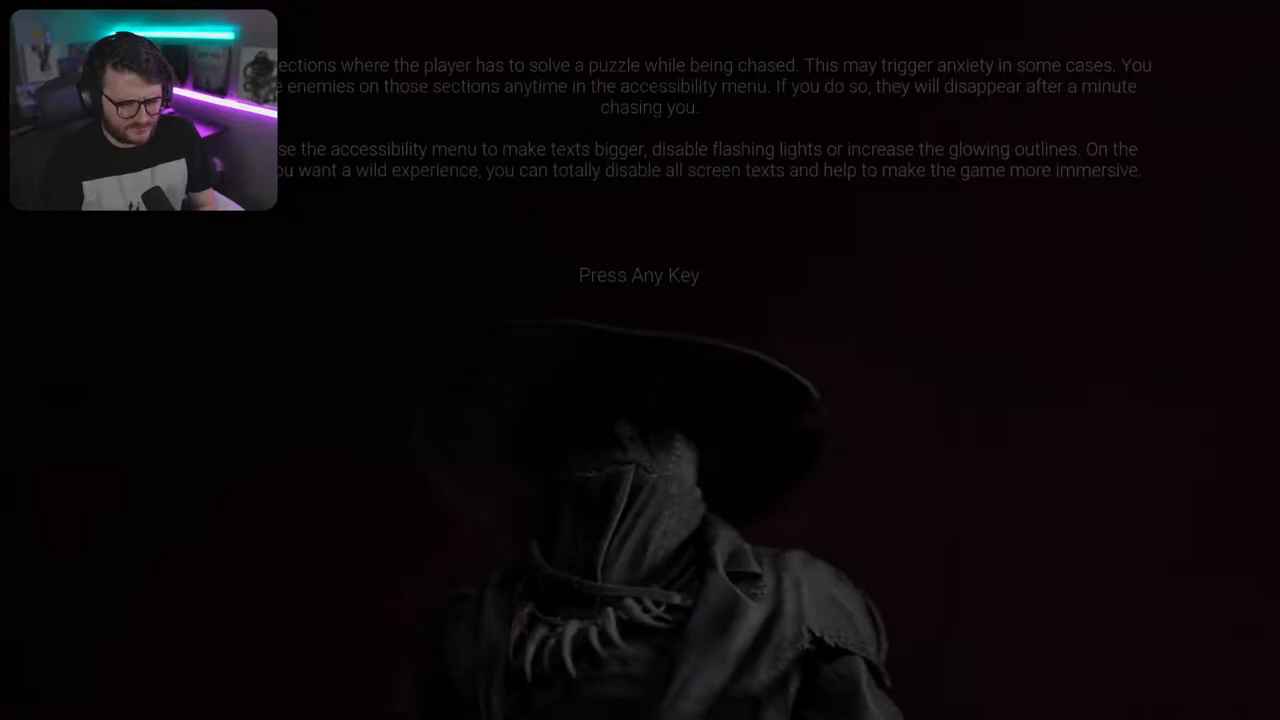 ections where the player has to solve a puzzle while being chased. This may trigger anxiety in some cases. You
e enemies on those sections anytime in the accessibility menu. If you do so, they will disappear after a minute
chasing you.
se the accessibility menu to make texts bigger, disable flashing lights or increase the glowing outlines. On the
ou want a wild experience, you can totally disable all screen texts and help to make the game more immersive.
Press Any Key